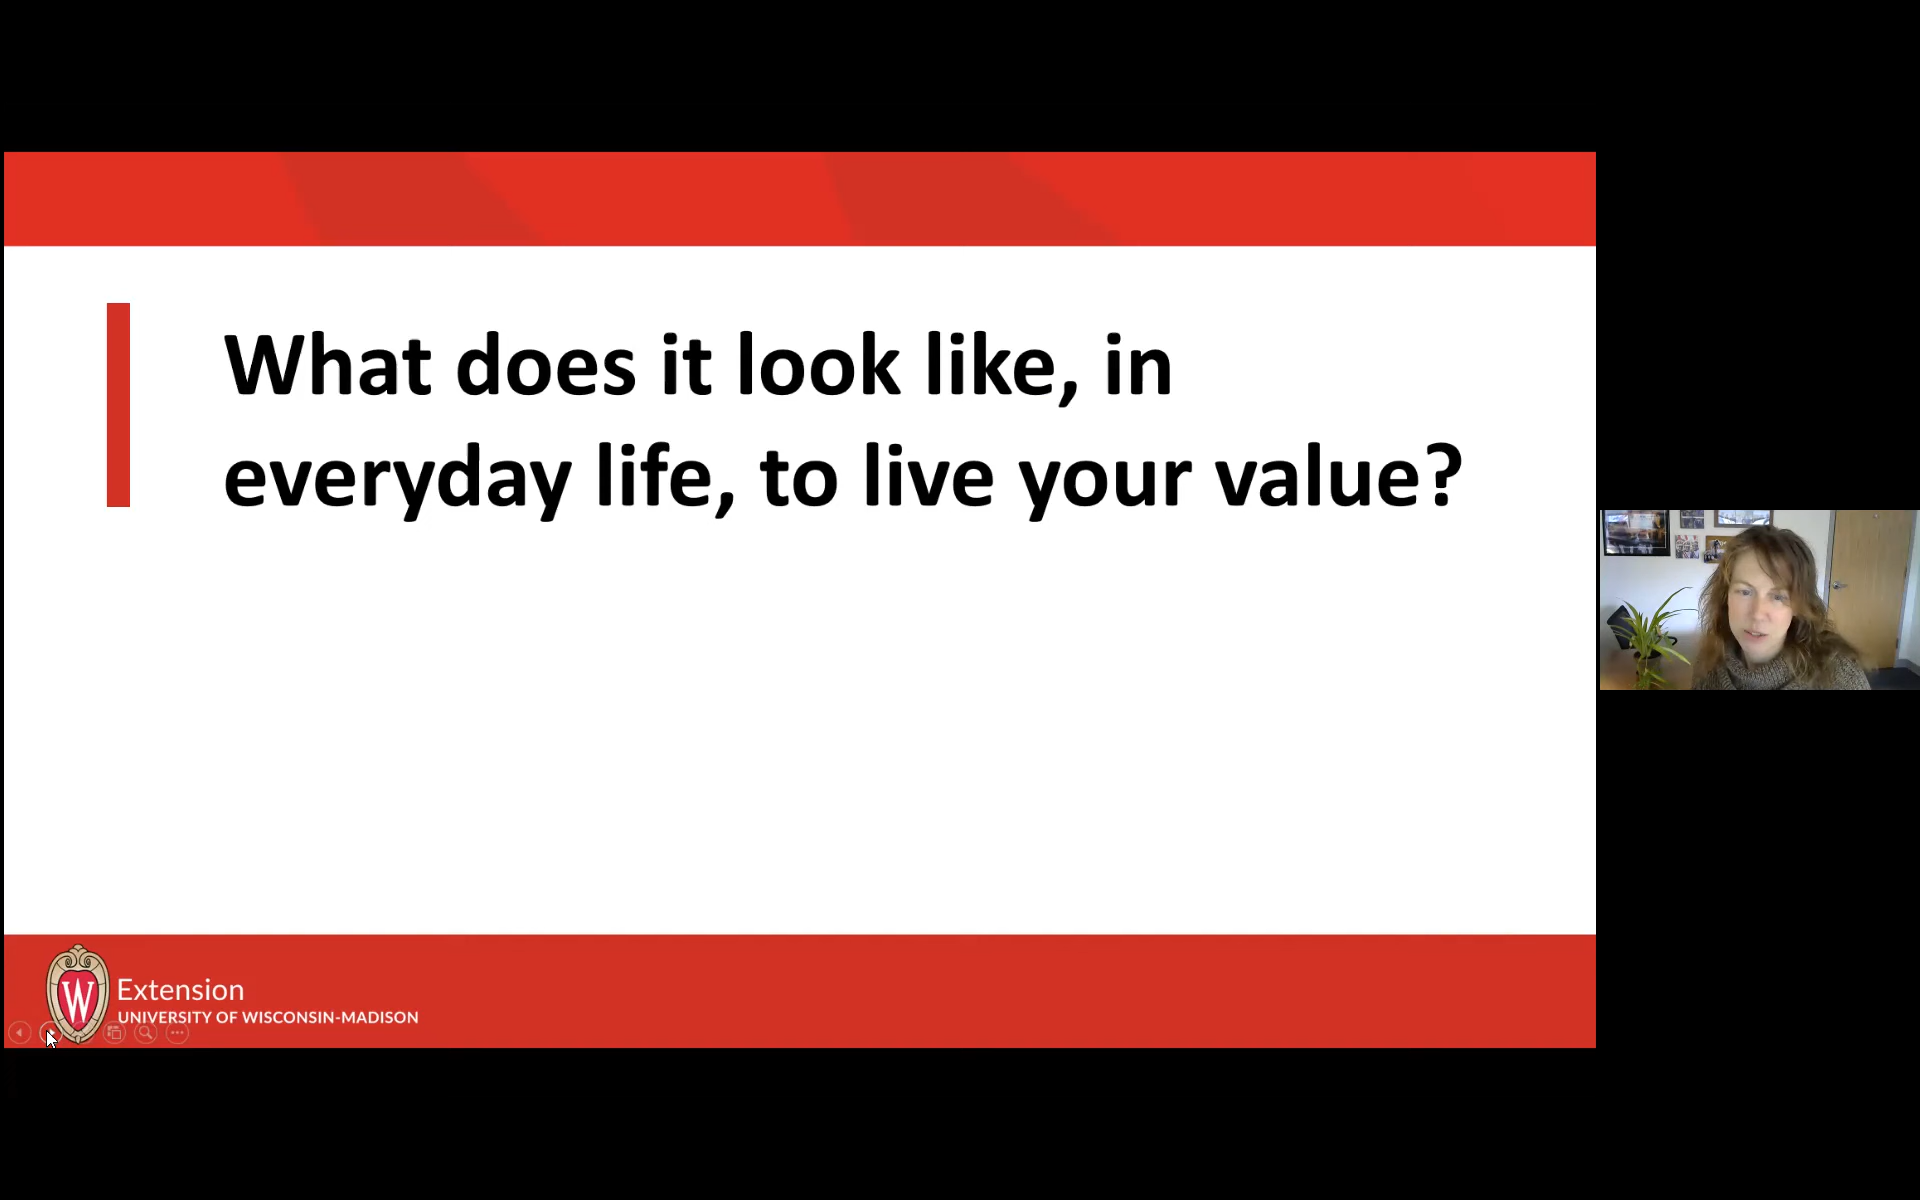 What does it look like, in
everyday life, to live your value?
W
Extension
UNIVERSITY OF WISCONSIN-MADISON